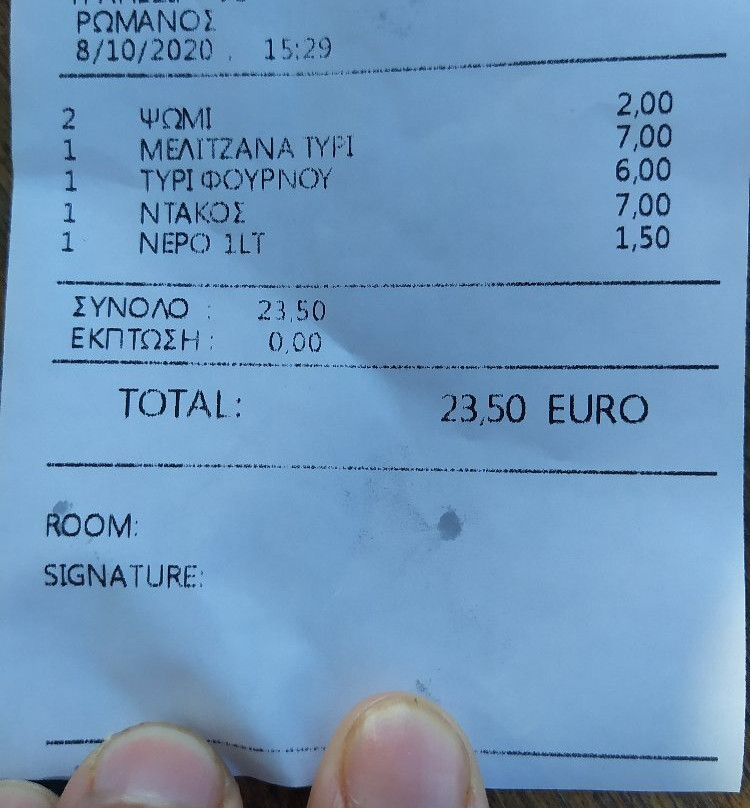 ΡΩΜΑΝΟΣ
8/10/2020 . 15:29
2 ΨΩΜΙ 2,00
1 ΜΕΛΙΤΖΑΝΑ ΤΥΡΙ 7,00
1 ΤΥΡΙ ΦΟΥΡΝΟΥ 6,00
1 ΝΤΑΚΟΣ 7,00
1 ΝΕΡΟ 1LT 1,50
ΣΥΝΟΛΟ : 23,50
ΕΚΠΤΩΣΗ : 0,00
TOTAL: 23,50 EURO
ROOM:
SIGNATURE: